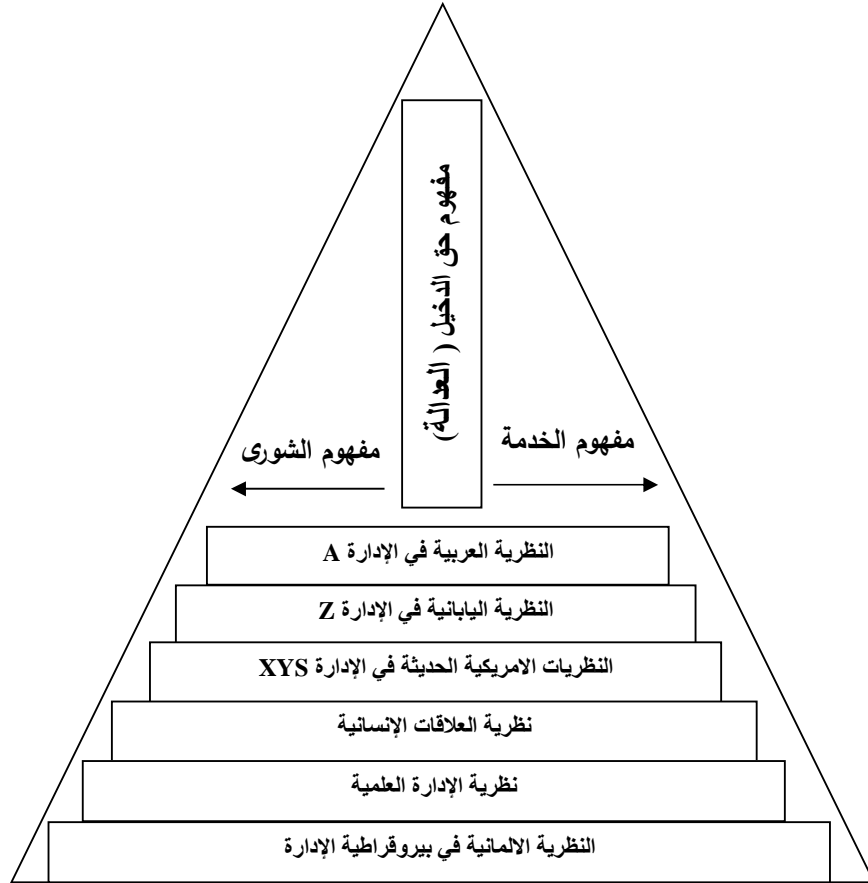 مفهوم حق الدخيل ( العدالة)
مفهوم الخدمة
مفهوم الشورى
النظرية العربية في الإدارة A
النظرية اليابانية في الإدارة Z
النظريات الامريكية الحديثة في الإدارة XYS
نظرية العلاقات الإنسانية
نظرية الإدارة العلمية
النظرية الالمانية في بيروقراطية الإدارة